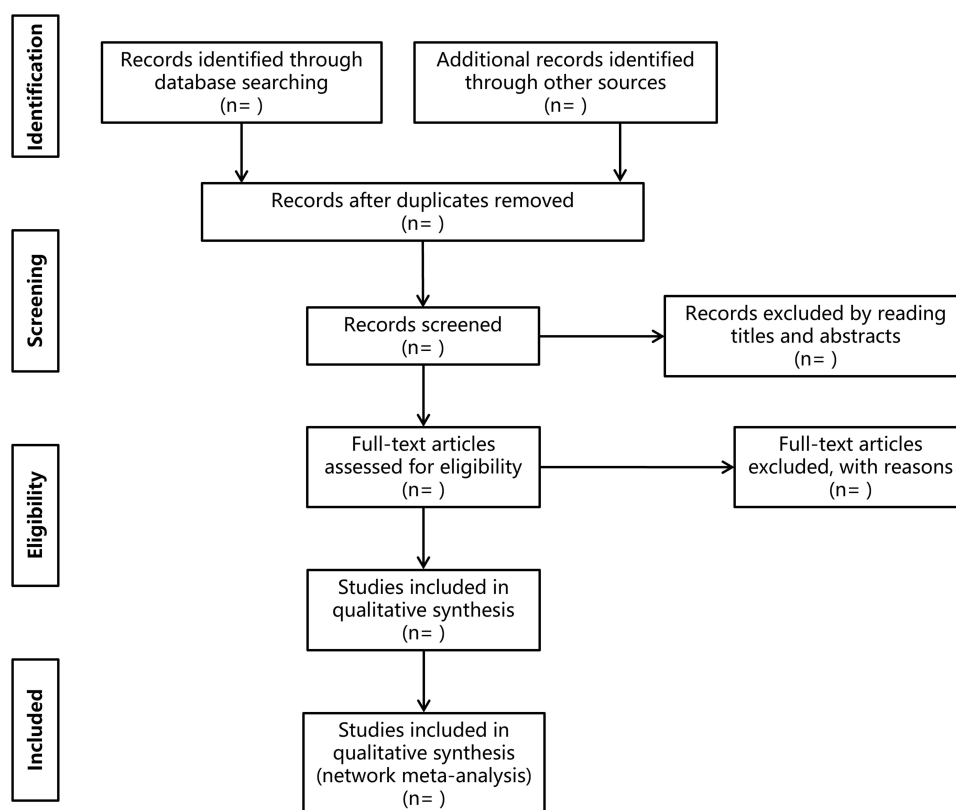 Identification
Records identified through
database searching
(n= )
Additional records identified
through other sources
(n= )
Records after duplicates removed
(n= )
Screening
Records screened
(n= )
Records excluded by reading
titles and abstracts
(n= )
Eligibility
Full-text articles
assessed for eligibility
(n= )
Full-text articles
excluded, with reasons
(n= )
Studies included in
qualitative synthesis
(n= )
Included
Studies included in
qualitative synthesis
(network meta-analysis)
(n= )